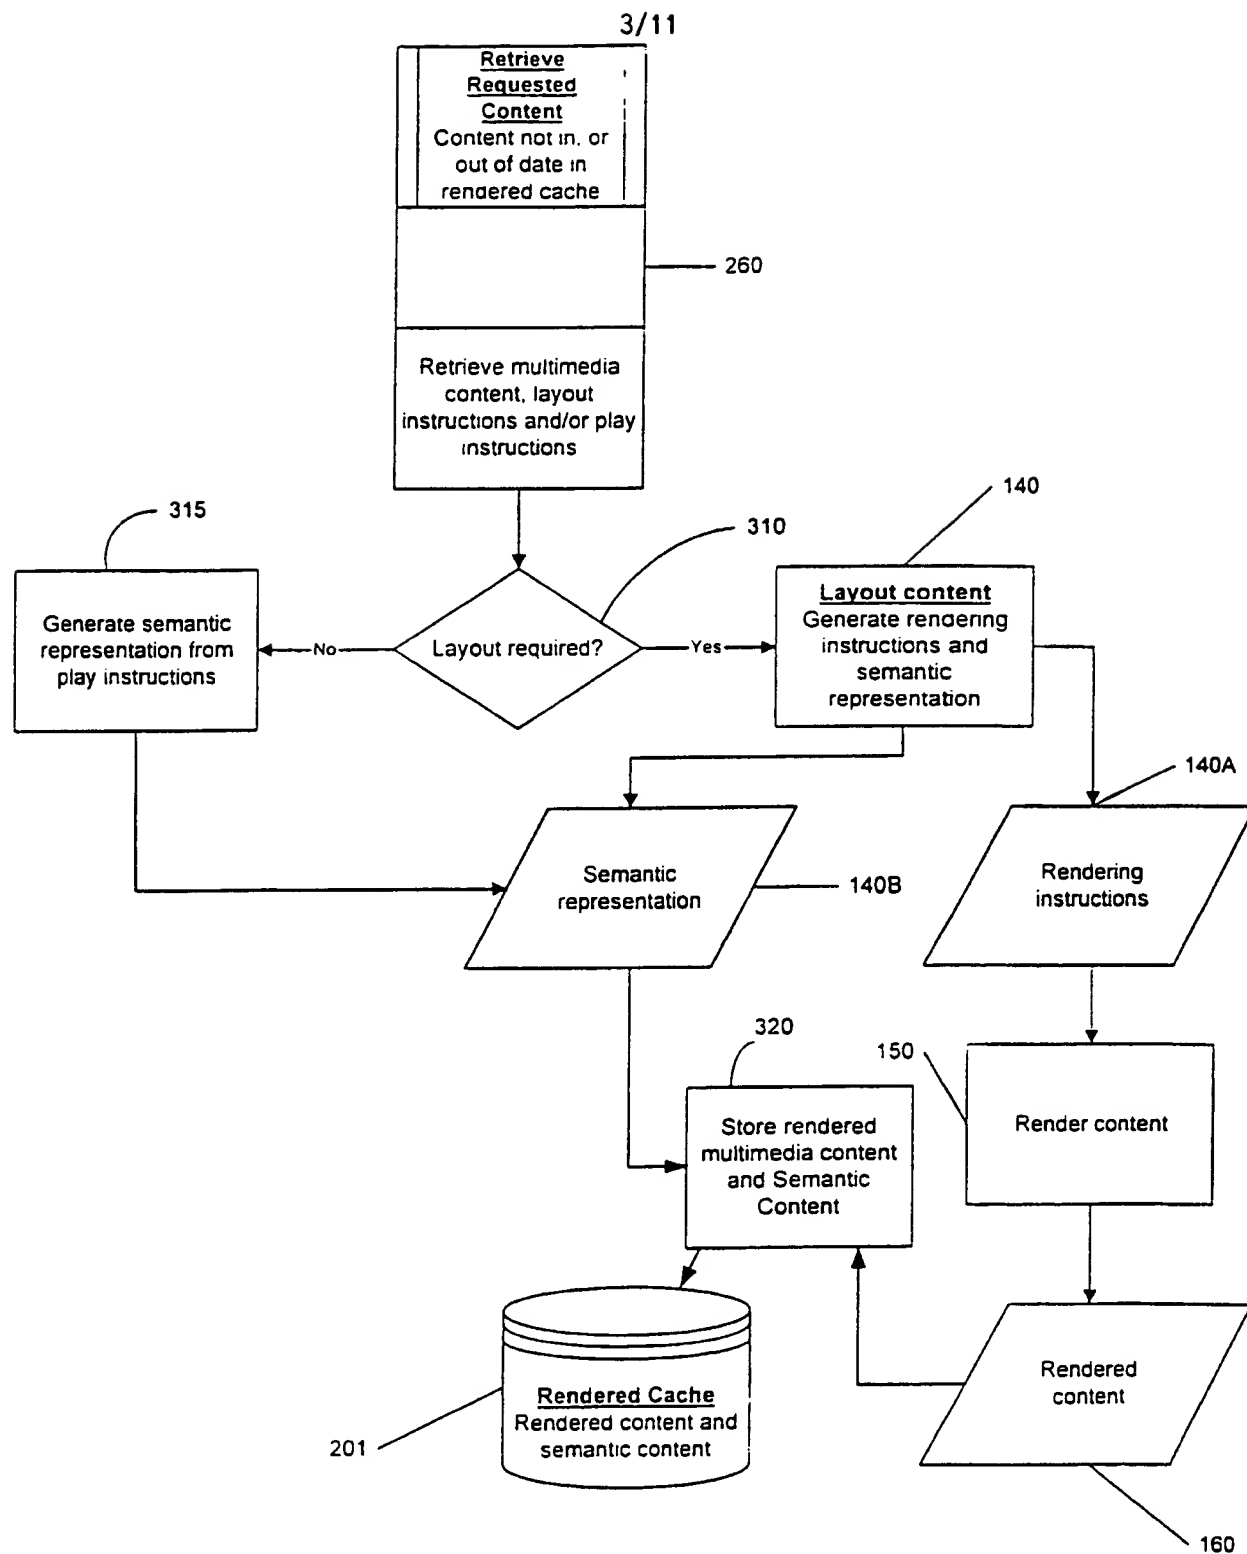 3/11
Retrieve
Requested
Content
Content not in, or
out of date in
rendered cache
260
Retrieve multimedia
content, layout
instructions and/or play
instructions
315
310
140
Generate semantic
representation from
play instructions
No
Layout required?
Yes
Layout content
Generate rendering
instructions and
semantic
representation
140A
Semantic
representation
140B
Rendering
instructions
320
150
Store rendered
multimedia content
and Semantic
Content
Render content
Rendered Cache
Rendered content and
semantic content
201
Rendered
content
160